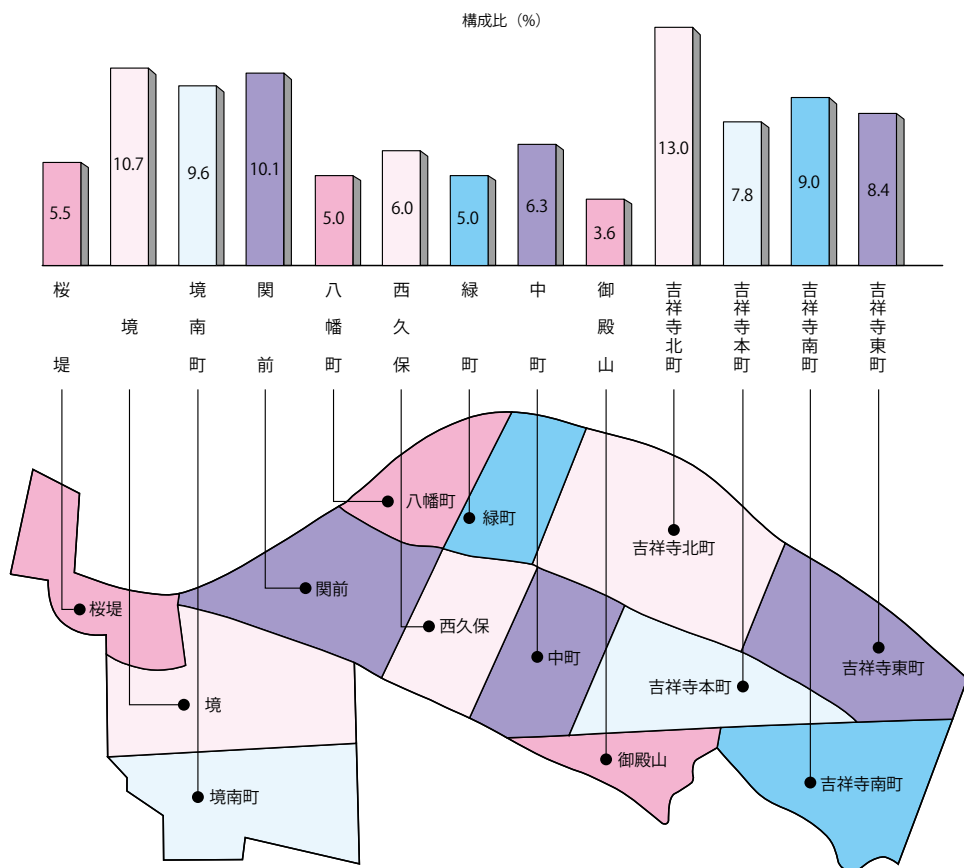 構成比（%）
5.5
10.7
9.6
10.1
5.0
6.0
5.0
6.3
3.6
13.0
7.8
9.0
8.4
桜堤
境
境南町
関前
八幡町
西久保
緑町
中町
御殿山
吉祥寺北町
吉祥寺本町
吉祥寺南町
吉祥寺東町
八幡町
緑町
吉祥寺北町
関前
桜堤
西久保
中町
吉祥寺東町
吉祥寺本町
境
御殿山
吉祥寺南町
境南町